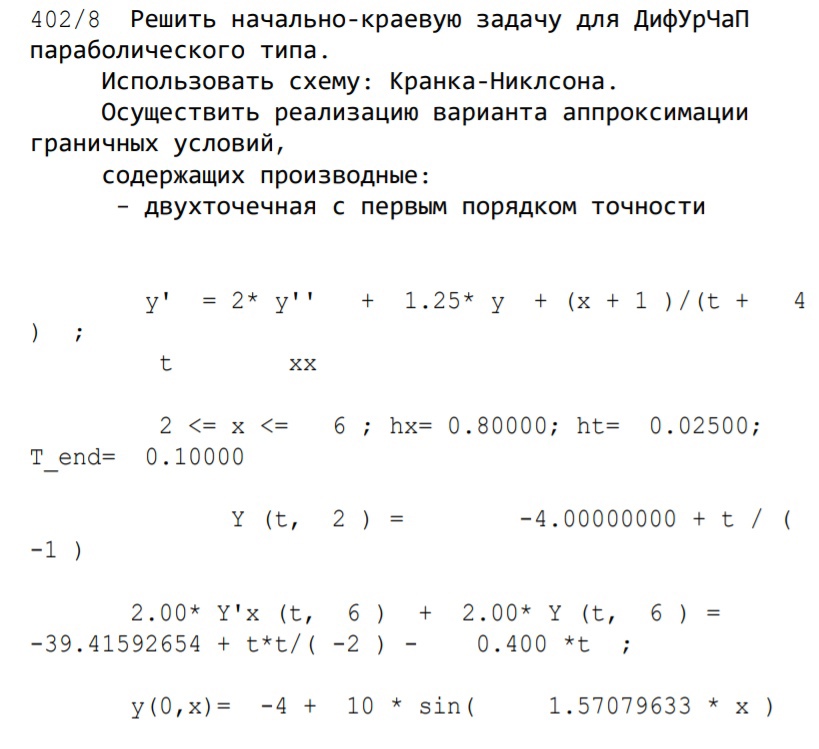 402/8 Решить начально-краевую задачу для ДифУрЧаП
параболического типа.
Использовать схему: Кранка-Никлсона.
Осуществить реализацию варианта аппроксимации
граничных условий,
содержащих производные:
- двухточечная с первым порядком точности
y' = 2* y'' + 1.25* y + (x + 1 )/(t + 4
) ;
t xx
2 <= x <= 6 ; hx= 0.80000; ht= 0.02500;
T_end= 0.10000
Y (t, 2 ) = -4.00000000 + t / (
-1 )
2.00* Y'x (t, 6 ) + 2.00* Y (t, 6 ) =
-39.41592654 + t*t/( -2 ) - 0.400 *t ;
y(0,x)= -4 + 10 * sin( 1.57079633 * x )